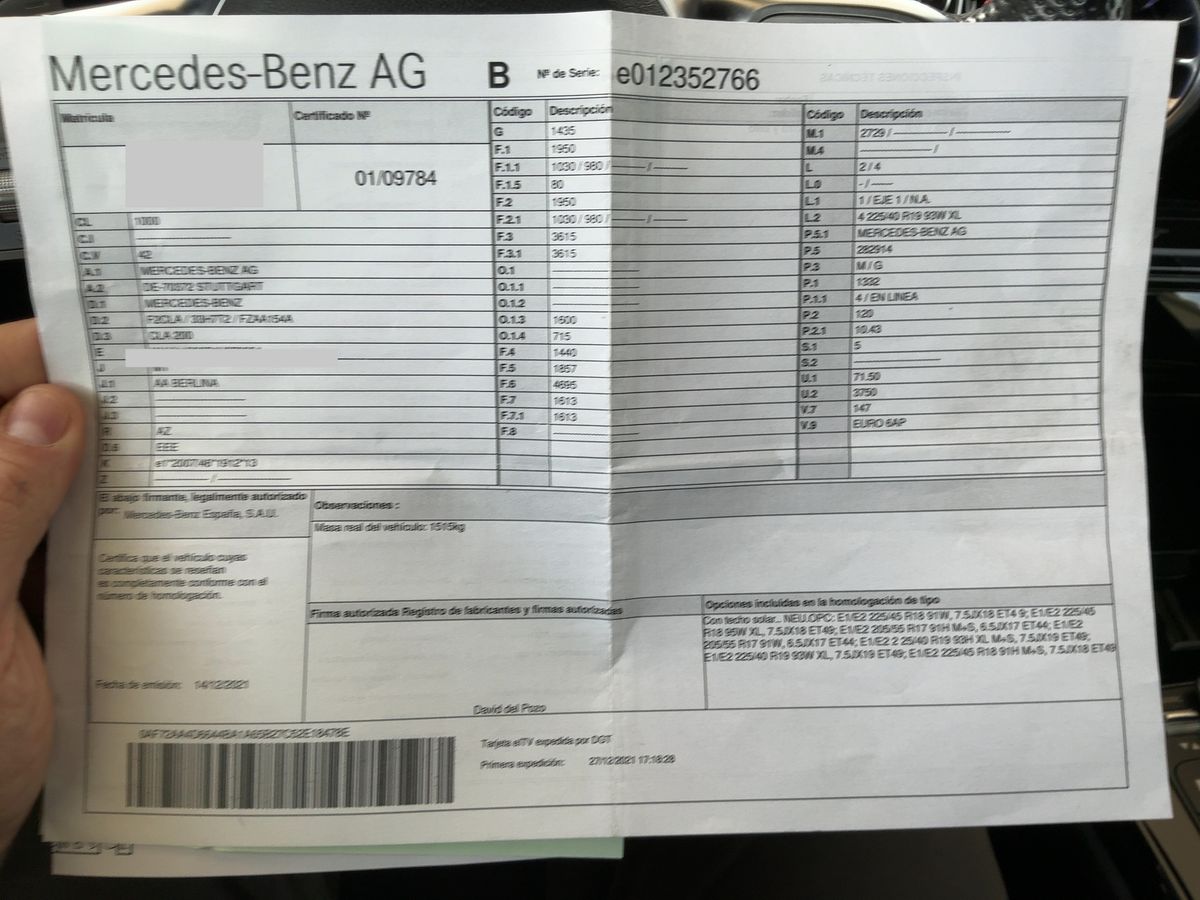 Mercedes-Benz AG B Nº de Serie: e012352766
Matrícula
Certificado Nº
01/09784
CL 1000
C.I
C.V 42
A.1 MERCEDES-BENZ AG
A.2 DE-70372 STUTTGART
D.1 MERCEDES-BENZ
D.2 F2CLA / 33H7T2 / FZAA154A
D.3 CLA 200
E
J M1
J.1 AA BERLINA
J.2
J.3
R AZ
D.6 EEE
K e1*2007/46*1912*13
Z /
Código Descripción
G 1435
F.1 1950
F.1.1 1030 / 980 / /
F.1.5 80
F.2 1950
F.2.1 1030 / 980 / /
F.3 3615
F.3.1 3615
O.1
O.1.1
O.1.2
O.1.3 1600
O.1.4 715
F.4 1440
F.5 1857
F.6 4695
F.7 1613
F.7.1 1613
F.8
Código Descripción
M.1 2729 / /
M.4 /
L 2 / 4
L.0 - /
L.1 1 / EJE 1 / N.A.
L.2 4 225/40 R19 93W XL
P.5.1 MERCEDES-BENZ AG
P.5 282914
P.3 M / G
P.1 1332
P.1.1 4 / EN LINEA
P.2 120
P.2.1 10.43
S.1 5
S.2
U.1 71.50
U.2 3750
V.7 147
V.9 EURO 6AP
El abajo firmante, legalmente autorizado
por: Mercedes-Benz España, S.A.U.
Certifica que el vehículo cuyas
características se reseñan
es completamente conforme con el
número de homologación.
Fecha de emisión: 14/12/2021
Observaciones :
Masa real del vehículo: 1515kg
Firma autorizada Registro de fabricantes y firmas autorizadas
David del Pozo
Opciones incluidas en la homologación de tipo
Con techo solar.. NEU.OPC: E1/E2 225/45 R18 91W, 7.5JX18 ET4 9; E1/E2 225/45
R18 95W XL, 7.5JX18 ET49; E1/E2 205/55 R17 91H M+S, 6.5JX17 ET44; E1/E2
205/55 R17 91W, 6.5JX17 ET44; E1/E2 2 25/40 R19 93H XL M+S, 7.5JX19 ET49;
E1/E2 225/40 R19 93W XL, 7.5JX19 ET49; E1/E2 225/45 R18 91H M+S, 7.5JX18 ET49
Tarjeta eITV expedida por DGT
Primera expedición: 27/12/2021 17:18:28